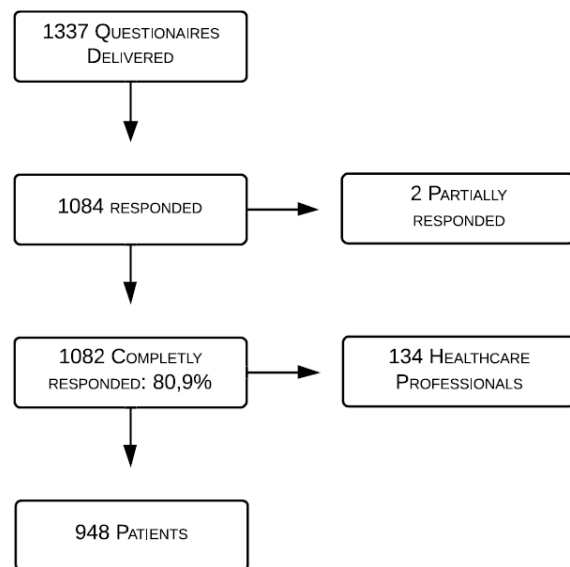 1337 QUESTIONAIRES
DELIVERED
1084 RESPONDED
2 PARTIALLY
RESPONDED
1082 COMPLETLY
RESPONDED: 80,9%
134 HEALTHCARE
PROFESSIONALS
948 PATIENTS